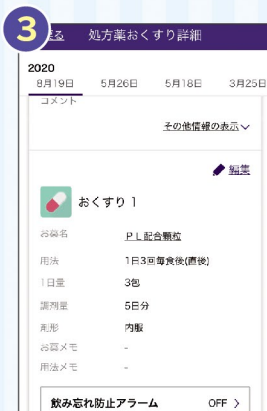 3
戻る 処方薬おくすり詳細
2020
8月19日 5月26日 5月18日 3月25日
コメント
その他情報の表示
編集
おくすり 1
お薬名 PL配合顆粒
用法 1日3回毎食後(直後)
1日量 3包
調剤量 5日分
剤形 内服
お薬メモ -
用法メモ -
飲み忘れ防止アラーム OFF >